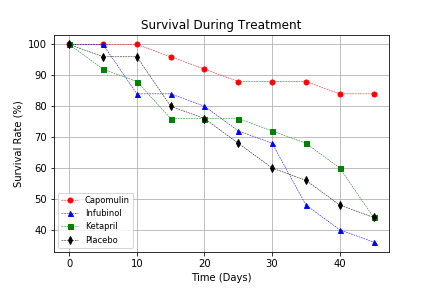 Survival During Treatment
100
90
80
70
60
50
40
Survival Rate (%)
Capomulin
Infubinol
Ketapril
Placebo
0
10
20
30
40
Time (Days)